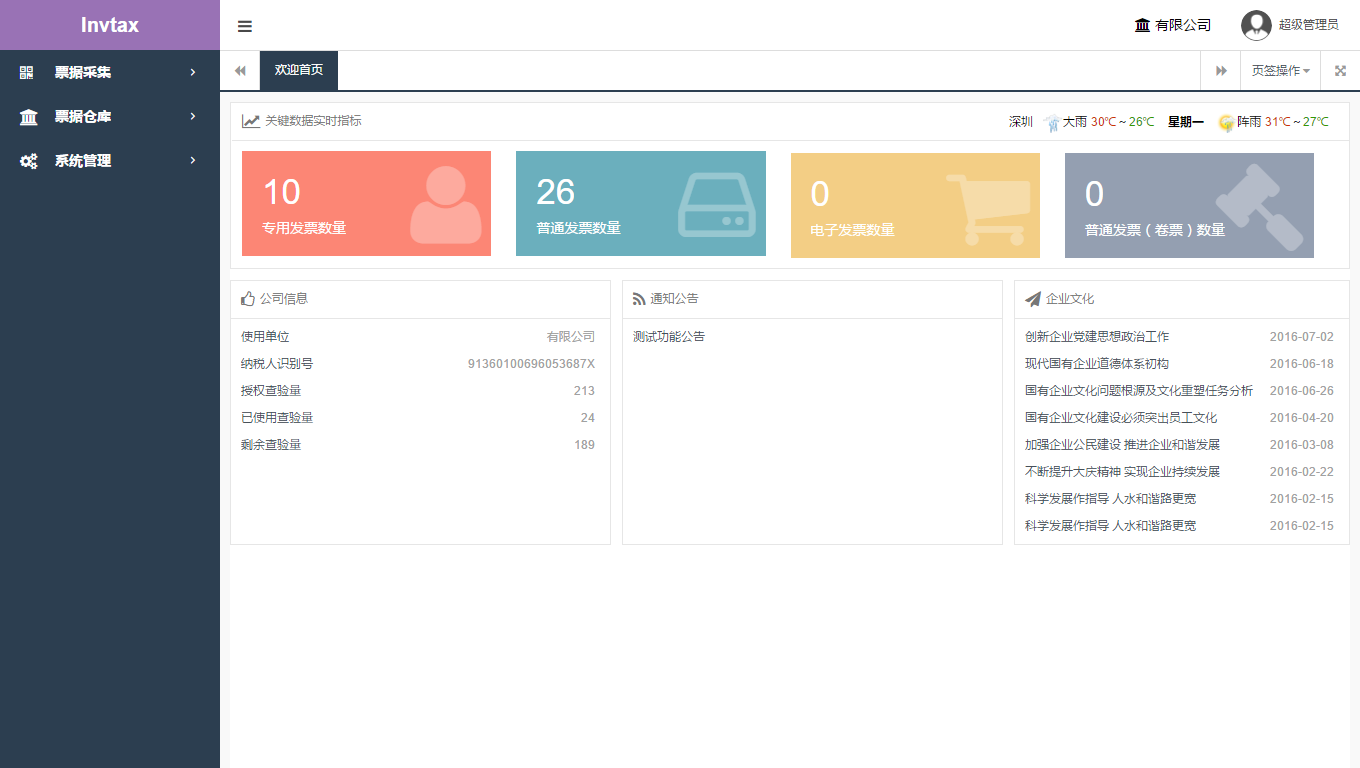 Invtax
有限公司
超级管理员
票据采集
票据仓库
系统管理
欢迎首页
页签操作
关键数据实时指标
深圳 大雨 30℃～26℃ 星期一 阵雨 31℃～27℃
10
专用发票数量
26
普通发票数量
0
电子发票数量
0
普通发票（卷票）数量
公司信息
使用单位 有限公司
纳税人识别号 91360100696053687X
授权查验量 213
已使用查验量 24
剩余查验量 189
通知公告
测试功能公告
企业文化
创新企业党建思想政治工作 2016-07-02
现代国有企业道德体系初构 2016-06-18
国有企业文化问题根源及文化重塑任务分析 2016-06-26
国有企业文化建设必须突出员工文化 2016-04-20
加强企业公民建设 推进企业和谐发展 2016-03-08
不断提升大庆精神 实现企业持续发展 2016-02-22
科学发展作指导 人水和谐路更宽 2016-02-15
科学发展作指导 人水和谐路更宽 2016-02-15